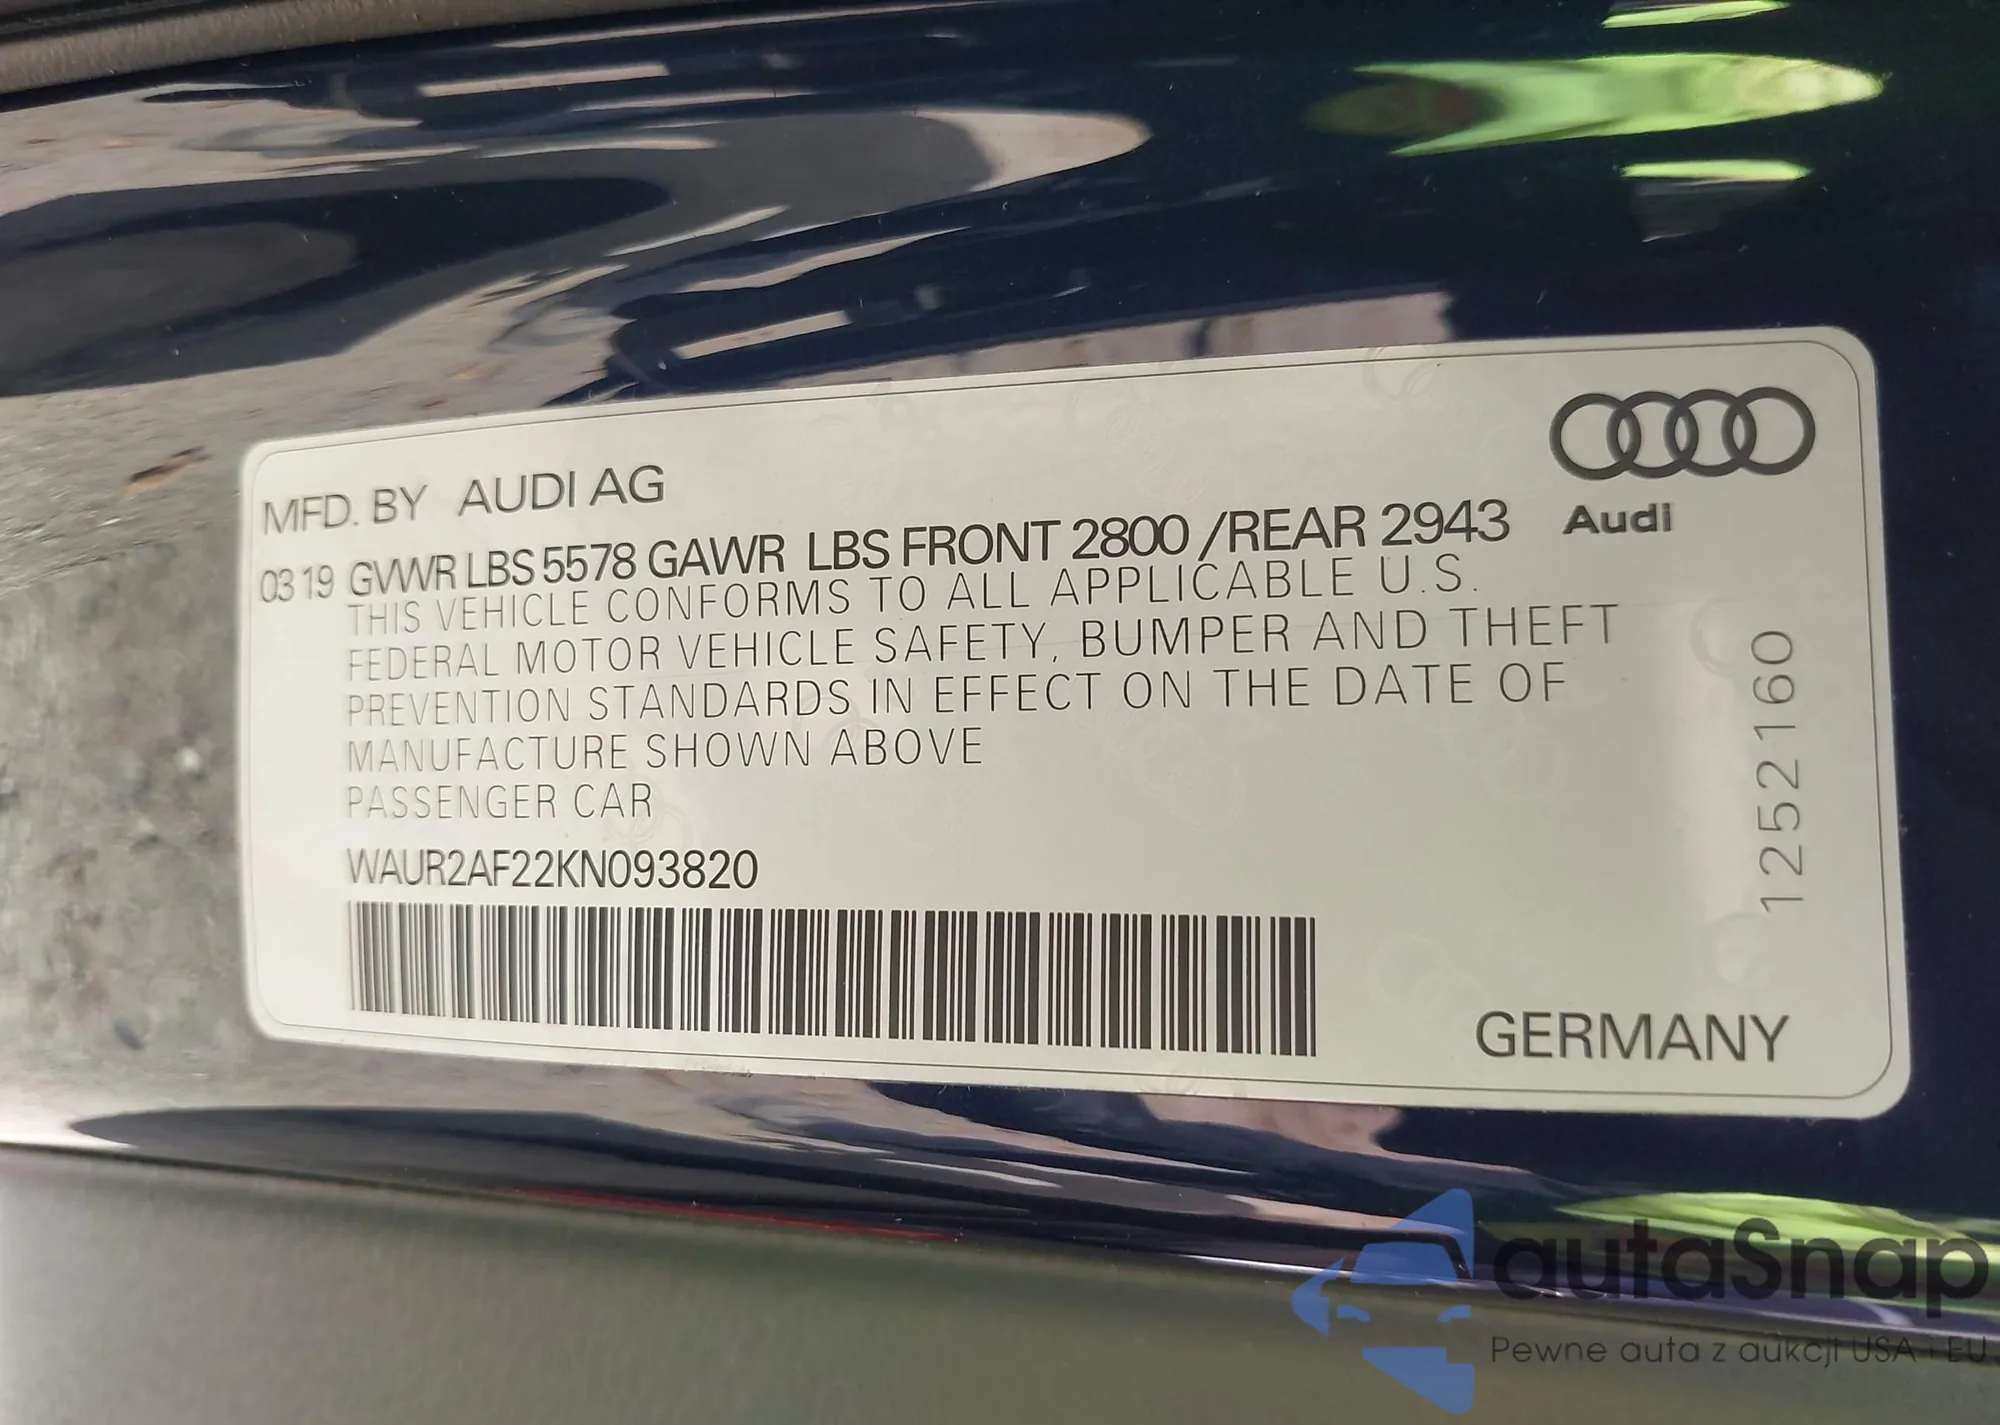 MFD. BY AUDI AG
Audi
03 19 GVWR LBS 5578 GAWR LBS FRONT 2800 /REAR 2943
THIS VEHICLE CONFORMS TO ALL APPLICABLE U.S.
FEDERAL MOTOR VEHICLE SAFETY, BUMPER AND THEFT
PREVENTION STANDARDS IN EFFECT ON THE DATE OF
MANUFACTURE SHOWN ABOVE
PASSENGER CAR
WAUR2AF22KN093820
1252160
GERMANY
autaSnap
Pewne auta z aukcji USA i EU